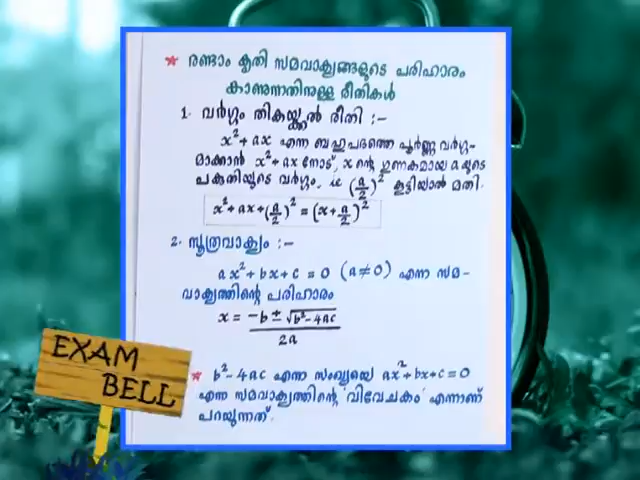 * രണ്ടാം കൃതി സമവാക്യങ്ങളുടെ പരിഹാരം
കാണുന്നതിനുള്ള രീതികൾ
1. വർഗ്ഗം തികയ്ക്കൽ രീതി :-
x² + ax എന്ന ബഹുപദത്തെ പൂർണ്ണ വർഗ്ഗ-
മാക്കാൻ x² + ax നോട്, x ന്റെ ഗുണകമായ a യുടെ
പകുതിയുടെ വർഗ്ഗം, ie (a/2)² കൂട്ടിയാൽ മതി.
x² + ax + (a/2)² = (x + a/2)²
2. സൂത്രവാക്യം :-
ax² + bx + c = 0 (a ≠ 0) എന്ന സമ-
വാക്യത്തിന്റെ പരിഹാരം
x = -b ± √b² - 4ac
2a
* b² - 4ac എന്ന സംഖ്യയെ ax² + bx + c = 0
എന്ന സമവാക്യത്തിന്റെ 'വിവേചകം' എന്നാണ്
പറയുന്നത്.
EXAM
BELL